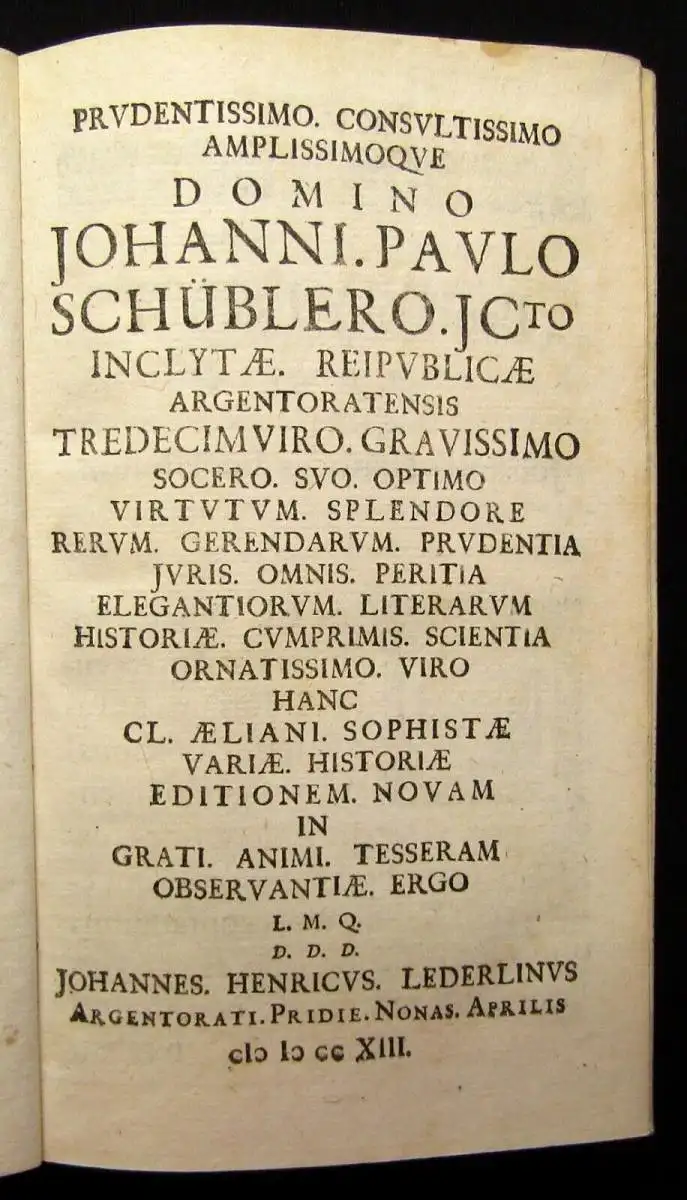 PRVDENTISSIMO. CONSVLTISSIMO
AMPLISSIMOQVE
DOMINO
JOHANNI. PAVLO
SCHÜBLERO. JCTO
INCLYTÆ. REIPVBLICÆ
ARGENTORATENSIS
TREDECIMVIRO. GRAVISSIMO
SOCERO. SVO. OPTIMO
VIRTVTVM. SPLENDORE
RERVM. GERENDARVM. PRVDENTIA
JVRIS. OMNIS. PERITIA
ELEGANTIORVM. LITERARVM
HISTORIÆ. CVMPRIMIS. SCIENTIA
ORNATISSIMO. VIRO
HANC
CL. ÆLIANI. SOPHISTÆ
VARIÆ. HISTORIÆ
EDITIONEM. NOVAM
IN
GRATI. ANIMI. TESSERAM
OBSERVANTIÆ. ERGO
L. M. Q.
D. D. D.
JOHANNES. HENRICVS. LEDERLINVS
ARGENTORATI. PRIDIE. NONAS. APRILIS
cIↄ Iↄ cc XIII.